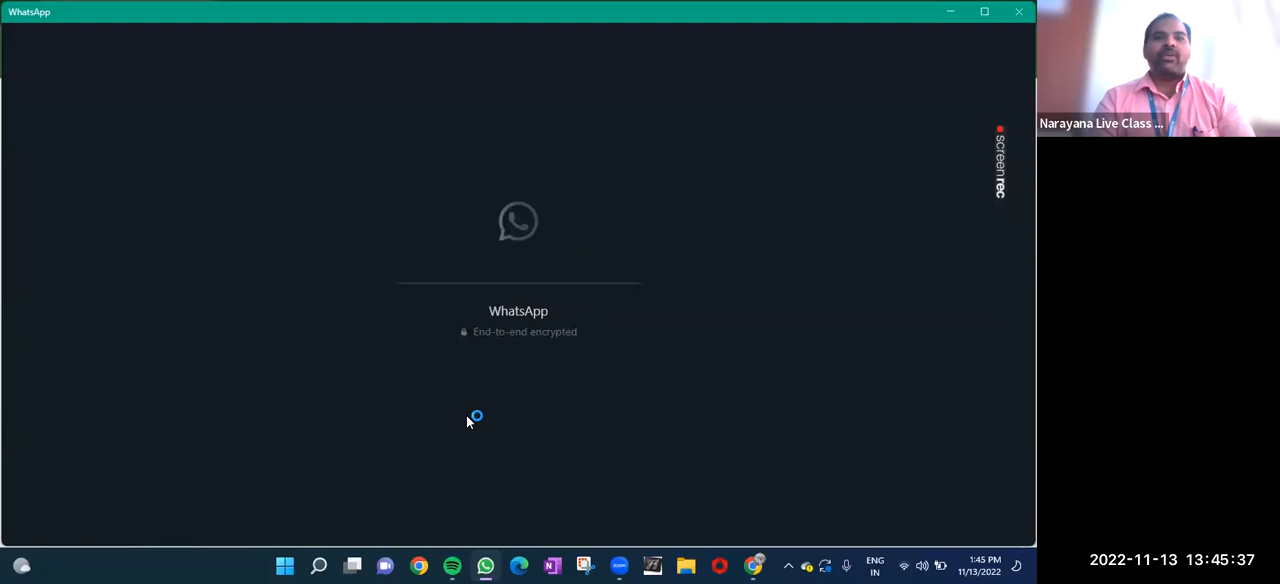 WhatsApp
Narayana Live Class ...
screenrec
WhatsApp
End-to-end encrypted
ENG
IN
1:45 PM
11/13/2022
2022-11-13 13:45:37